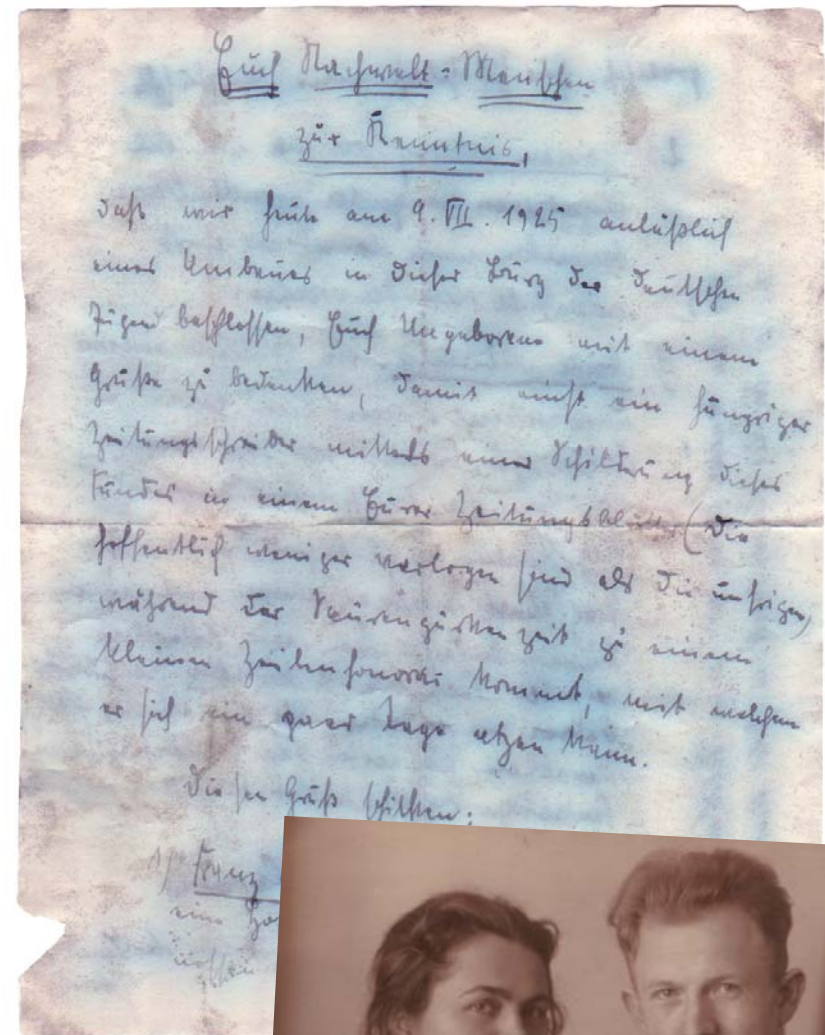 Euch Nachwelt-Menschen
zur Kenntnis,
daß wir heute am 9. VII. 1925 anläßlich
eines Umbaues in dieser Burg der deutschen
Jugend beschlossen, Euch Ungeborene mit einem
Gruße zu bedenken, damit einst ein hungriger
Zeitungsschreiber mittels einer Schilderung dieses
Fundes in einem Eurer Zeitungsblätter (die
hoffentlich weniger verlogen sind als die unsrigen)
während der Sauregurkenzeit zu einem
kleinen Zeilenhonorar kommt, mit welchem
er sich ein paar Tage atzen kann.
Diesen Gruß schicken:
Franz